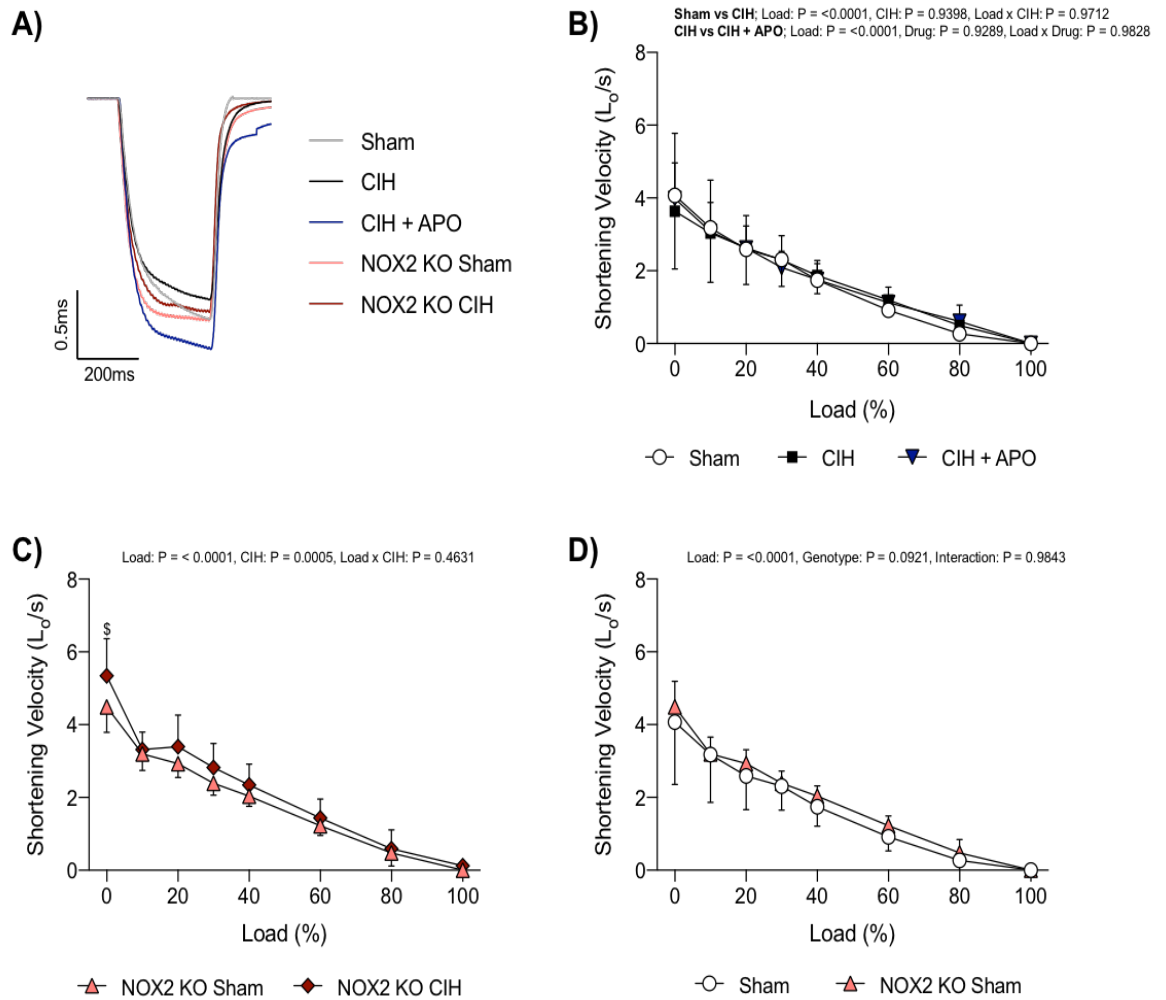 A)
Sham
CIH
CIH + APO
NOX2 KO Sham
NOX2 KO CIH
0.5ms
200ms
B)
Sham vs CIH; Load: P = <0.0001, CIH: P = 0.9398, Load x CIH: P = 0.9712
CIH vs CIH + APO; Load: P = <0.0001, Drug: P = 0.9289, Load x Drug: P = 0.9828
Shortening Velocity (Lo/s)
8
6
4
2
0
0 20 40 60 80 100
Load (%)
Sham CIH CIH + APO
C)
Load: P = < 0.0001, CIH: P = 0.0005, Load x CIH: P = 0.4631
Shortening Velocity (Lo/s)
8
6
4
2
0
$
0 20 40 60 80 100
Load (%)
NOX2 KO Sham NOX2 KO CIH
D)
Load: P = <0.0001, Genotype: P = 0.0921, Interaction: P = 0.9843
Shortening Velocity (Lo/s)
8
6
4
2
0
0 20 40 60 80 100
Load (%)
Sham NOX2 KO Sham